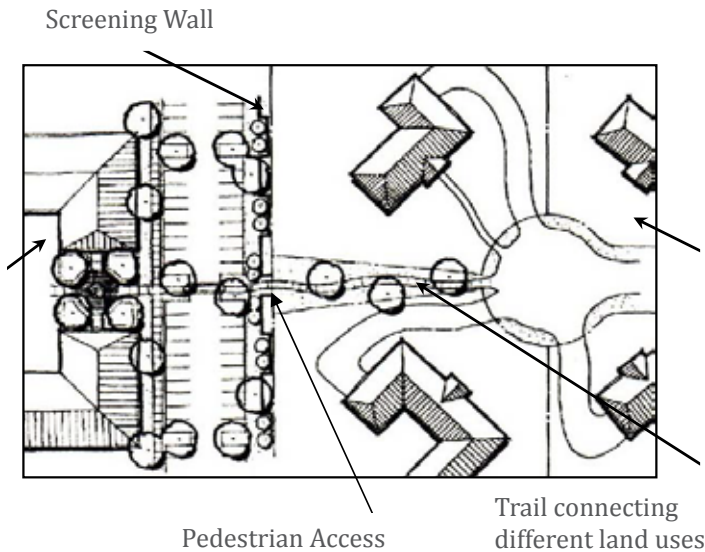 Screening Wall
Pedestrian Access
Trail connecting
different land uses